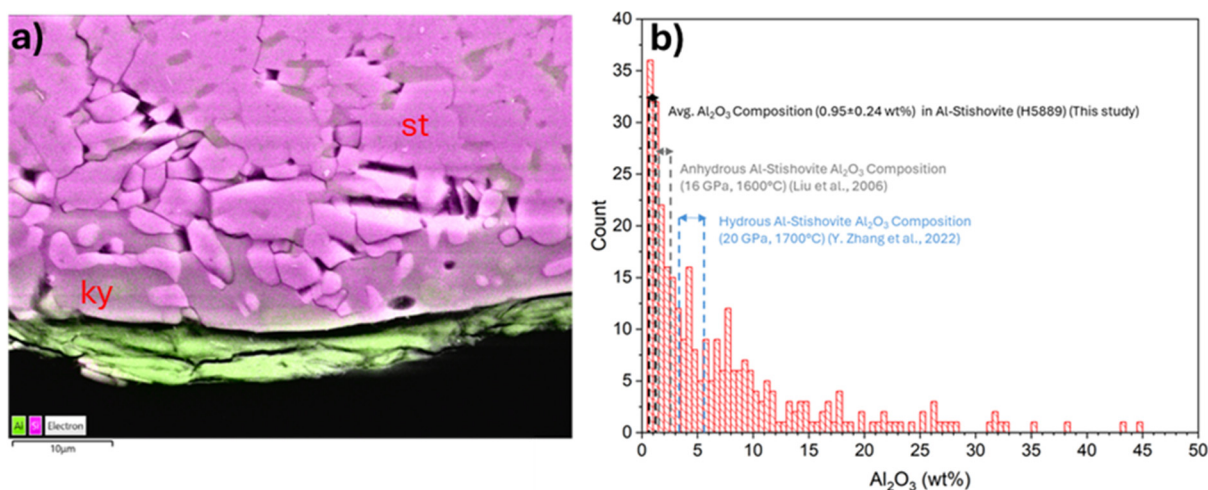 a)
st
ky
Al
Si
Electron
10μm
b)
40
35
30
25
20
15
10
5
0
Count
Avg. Al₂O₃ Composition (0.95±0.24 wt%) in Al-Stishovite (H5889) (This study)
Anhydrous Al-Stishovite Al₂O₃ Composition
(16 GPa, 1600ºC) (Liu et al., 2006)
Hydrous Al-Stishovite Al₂O₃ Composition
(20 GPa, 1700ºC) (Y. Zhang et al., 2022)
0 5 10 15 20 25 30 35 40 45 50
Al₂O₃ (wt%)